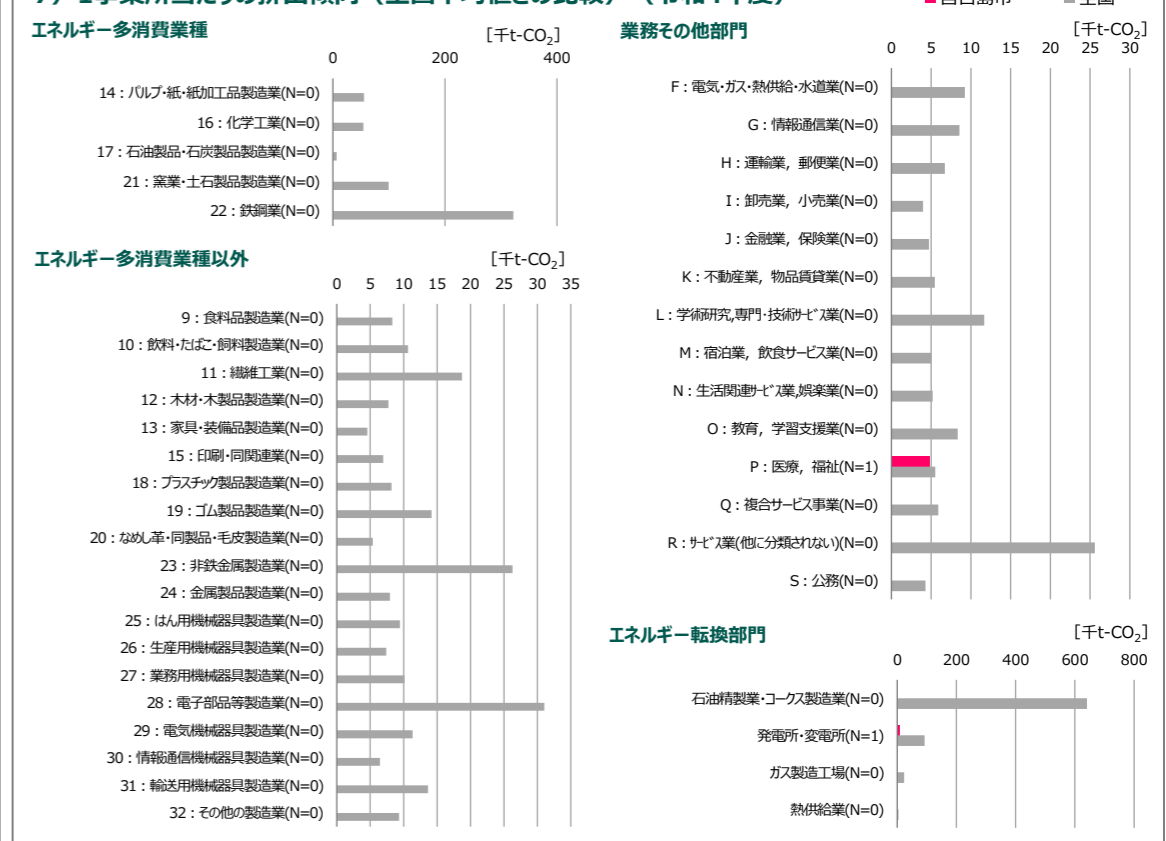 エネルギー多消費業種
[千t-CO2]
0 200 400
14：パルプ・紙・紙加工品製造業(N=0)
16：化学工業(N=0)
17：石油製品・石炭製品製造業(N=0)
21：窯業・土石製品製造業(N=0)
22：鉄鋼業(N=0)
エネルギー多消費業種以外
[千t-CO2]
0 5 10 15 20 25 30 35
9：食料品製造業(N=0)
10：飲料・たばこ・飼料製造業(N=0)
11：繊維工業(N=0)
12：木材・木製品製造業(N=0)
13：家具・装備品製造業(N=0)
15：印刷・同関連業(N=0)
18：プラスチック製品製造業(N=0)
19：ゴム製品製造業(N=0)
20：なめし革・同製品・毛皮製造業(N=0)
23：非鉄金属製造業(N=0)
24：金属製品製造業(N=0)
25：はん用機械器具製造業(N=0)
26：生産用機械器具製造業(N=0)
27：業務用機械器具製造業(N=0)
28：電子部品等製造業(N=0)
29：電気機械器具製造業(N=0)
30：情報通信機械器具製造業(N=0)
31：輸送用機械器具製造業(N=0)
32：その他の製造業(N=0)
業務その他部門
[千t-CO2]
0 5 10 15 20 25 30
F：電気・ガス・熱供給・水道業(N=0)
G：情報通信業(N=0)
H：運輸業，郵便業(N=0)
I：卸売業，小売業(N=0)
J：金融業，保険業(N=0)
K：不動産業，物品賃貸業(N=0)
L：学術研究,専門・技術サービス業(N=0)
M：宿泊業，飲食サービス業(N=0)
N：生活関連サービス業,娯楽業(N=0)
O：教育，学習支援業(N=0)
P：医療，福祉(N=1)
Q：複合サービス事業(N=0)
R：サービス業(他に分類されない)(N=0)
S：公務(N=0)
エネルギー転換部門
[千t-CO2]
0 200 400 600 800
石油精製業・コークス製造業(N=0)
発電所・変電所(N=1)
ガス製造工場(N=0)
熱供給業(N=0)